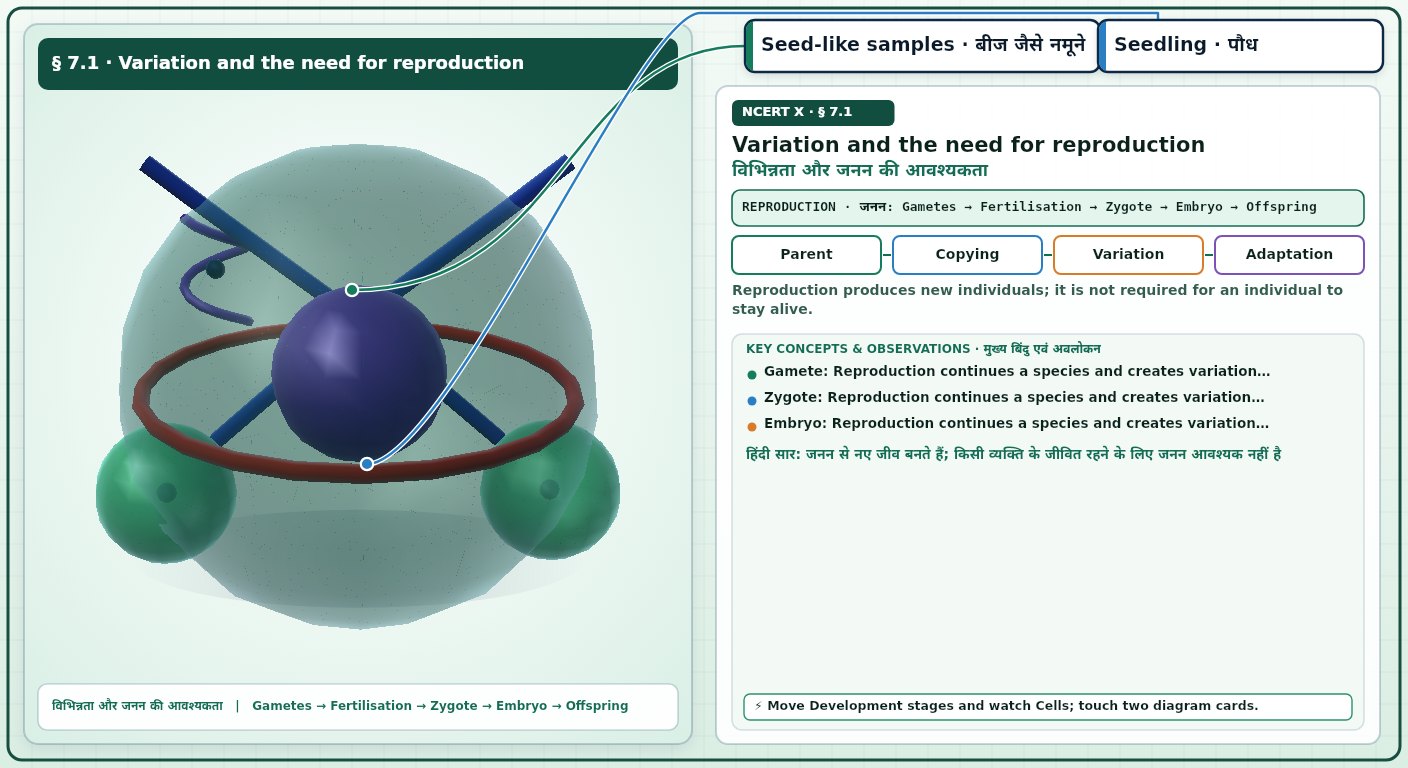 § 7.1 · Variation and the need for reproduction
Seed-like samples · बीज जैसे नमूने
Seedling · पौध
NCERT X · § 7.1
Variation and the need for reproduction
विभिन्नता और जनन की आवश्यकता
REPRODUCTION · जनन: Gametes → Fertilisation → Zygote → Embryo → Offspring
Parent
Copying
Variation
Adaptation
Reproduction produces new individuals; it is not required for an individual to
stay alive.
KEY CONCEPTS & OBSERVATIONS · मुख्य बिंदु एवं अवलोकन
Gamete: Reproduction continues a species and creates variation...
Zygote: Reproduction continues a species and creates variation...
Embryo: Reproduction continues a species and creates variation...
हिंदी सार: जनन से नए जीव बनते हैं; किसी व्यक्ति के जीवित रहने के लिए जनन आवश्यक नहीं है
⚡ Move Development stages and watch Cells; touch two diagram cards.
विभिन्नता और जनन की आवश्यकता | Gametes → Fertilisation → Zygote → Embryo → Offspring